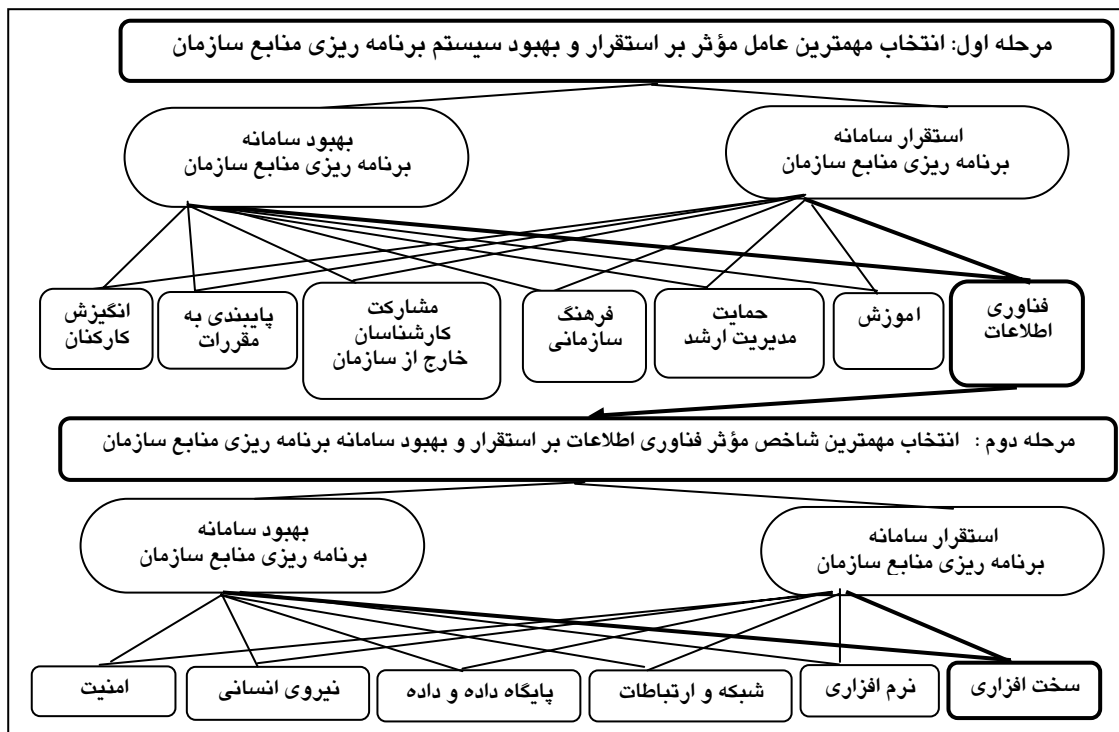 مرحله اول: انتخاب مهمترین عامل مؤثر بر استقرار و بهبود سیستم برنامه ریزی منابع سازمان
استقرار سامانه
برنامه ریزی منابع سازمان
بهبود سامانه
برنامه ریزی منابع سازمان
فناوری
اطلاعات
اموزش
حمایت
مدیریت ارشد
فرهنگ
سازمانی
مشارکت
کارشناسان
خارج از سازمان
پایبندی به
مقررات
انگیزش
کارکنان
مرحله دوم : انتخاب مهمترین شاخص مؤثر فناوری اطلاعات بر استقرار و بهبود سامانه برنامه ریزی منابع سازمان
استقرار سامانه
برنامه ریزی منابع سازمان
بهبود سامانه
برنامه ریزی منابع سازمان
سخت افزاری
نرم افزاری
شبکه و ارتباطات
پایگاه داده و داده
نیروی انسانی
امنیت